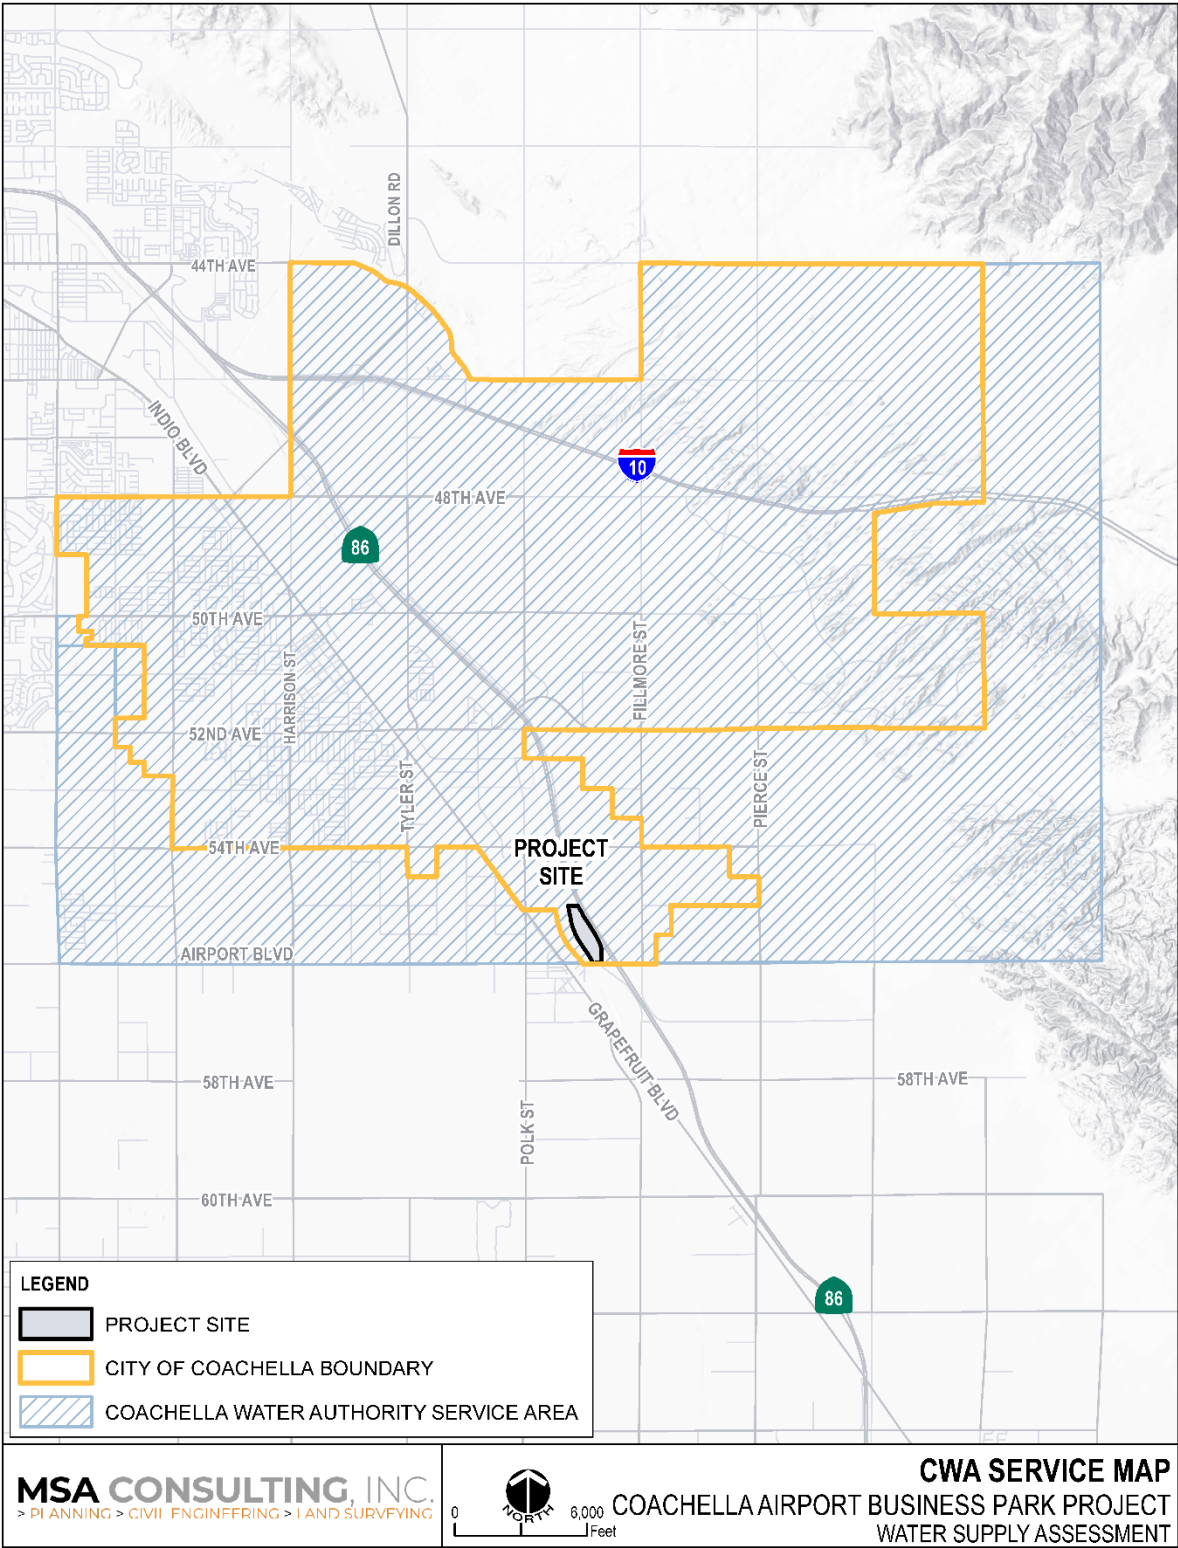 DILLON RD
44TH AVE
INDIO BLVD
10
48TH AVE
86
50TH AVE
FILLMORE ST
HARRISON ST
52ND AVE
TYLER ST
PIERCE ST
54TH AVE
PROJECT
SITE
AIRPORT BLVD
GRAPEFRUIT BLVD
58TH AVE
58TH AVE
POLK ST
60TH AVE
86
LEGEND
PROJECT SITE
CITY OF COACHELLA BOUNDARY
COACHELLA WATER AUTHORITY SERVICE AREA
MSA CONSULTING, INC.
> PLANNING > CIVIL ENGINEERING > LAND SURVEYING
NORTH
0 6,000
Feet
CWA SERVICE MAP
COACHELLA AIRPORT BUSINESS PARK PROJECT
WATER SUPPLY ASSESSMENT